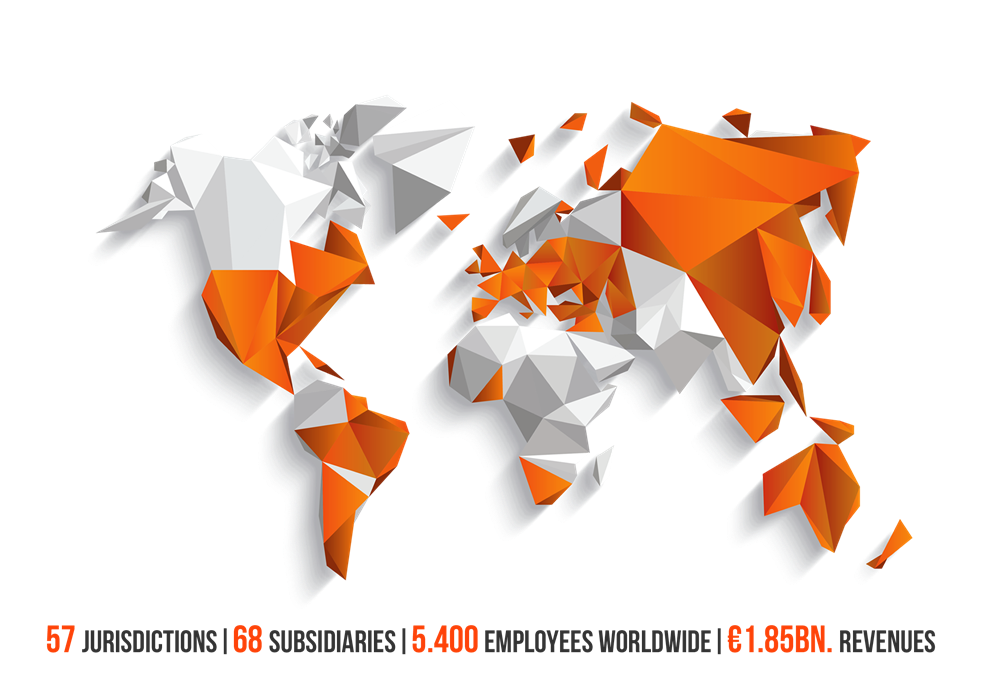 57 JURISDICTIONS | 68 SUBSIDIARIES | 5.400 EMPLOYEES WORLDWIDE | €1.85BN. REVENUES